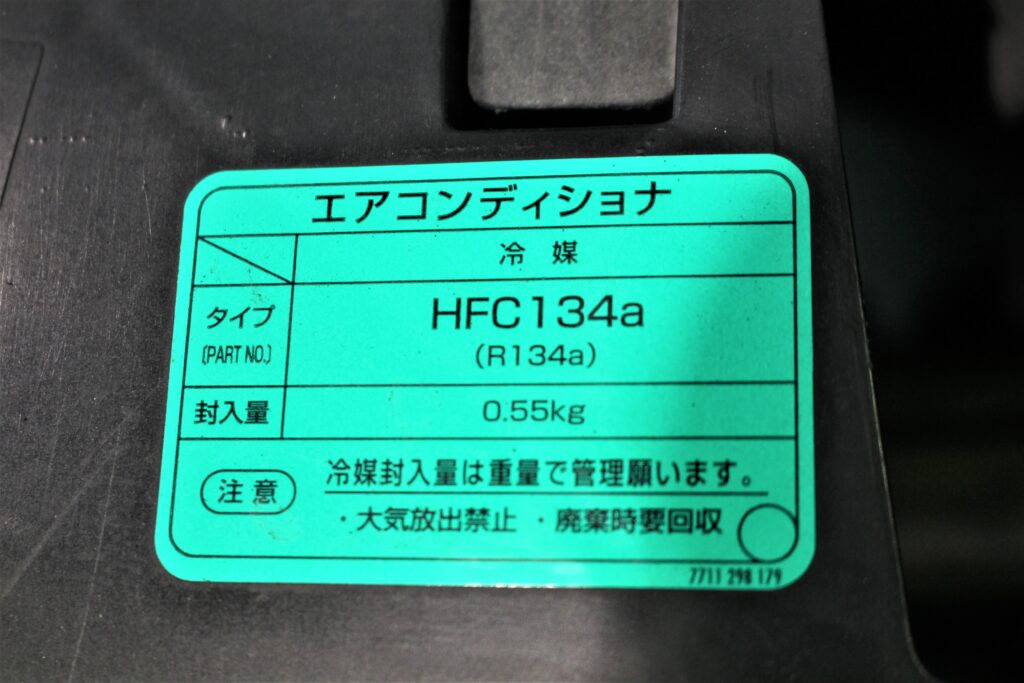 エアコンディショナ
冷 媒
タイプ
(PART NO.)
HFC134a
(R134a)
封入量
0.55kg
注 意
冷媒封入量は重量で管理願います。
・大気放出禁止 ・廃棄時要回収
7711 298 179